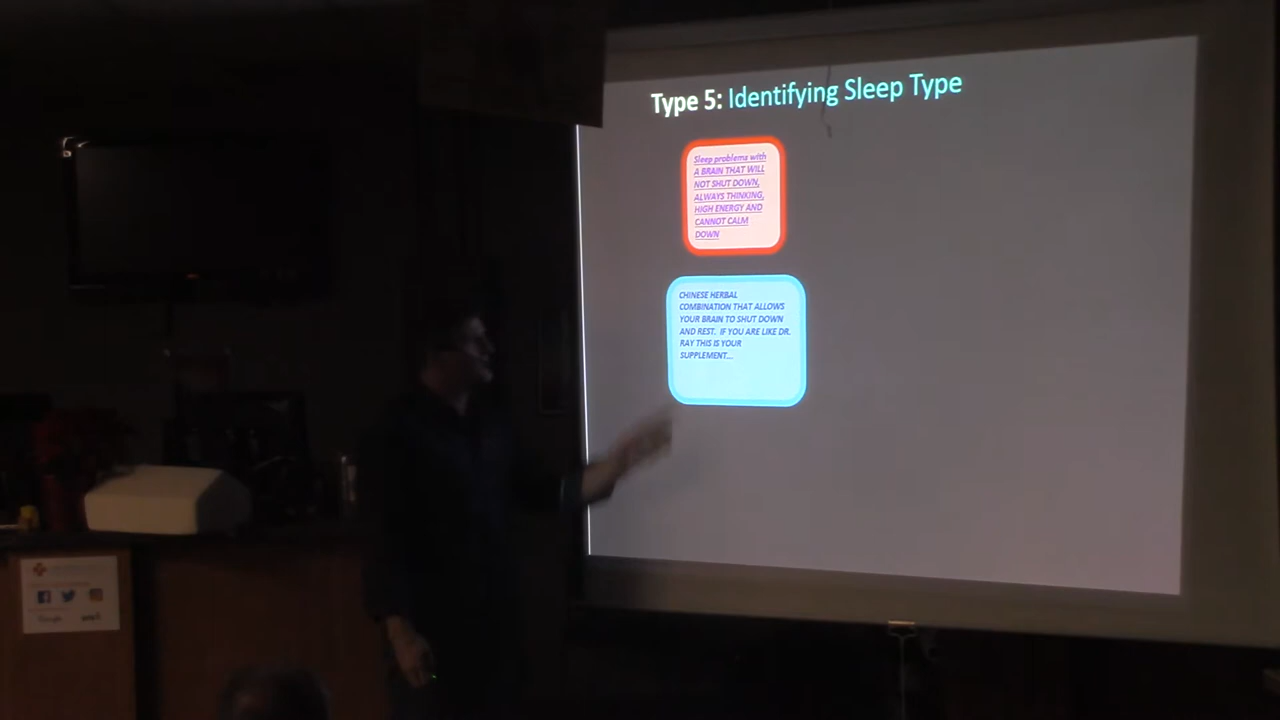 Type 5: Identifying Sleep Type
Sleep problems with
A BRAIN THAT WILL
NOT SHUT DOWN,
ALWAYS THINKING,
HIGH ENERGY AND
CANNOT CALM
DOWN
CHINESE HERBAL
COMBINATION THAT ALLOWS
YOUR BRAIN TO SHUT DOWN
AND REST. IF YOU ARE LIKE DR.
RAY THIS IS YOUR
SUPPLEMENT...
Google